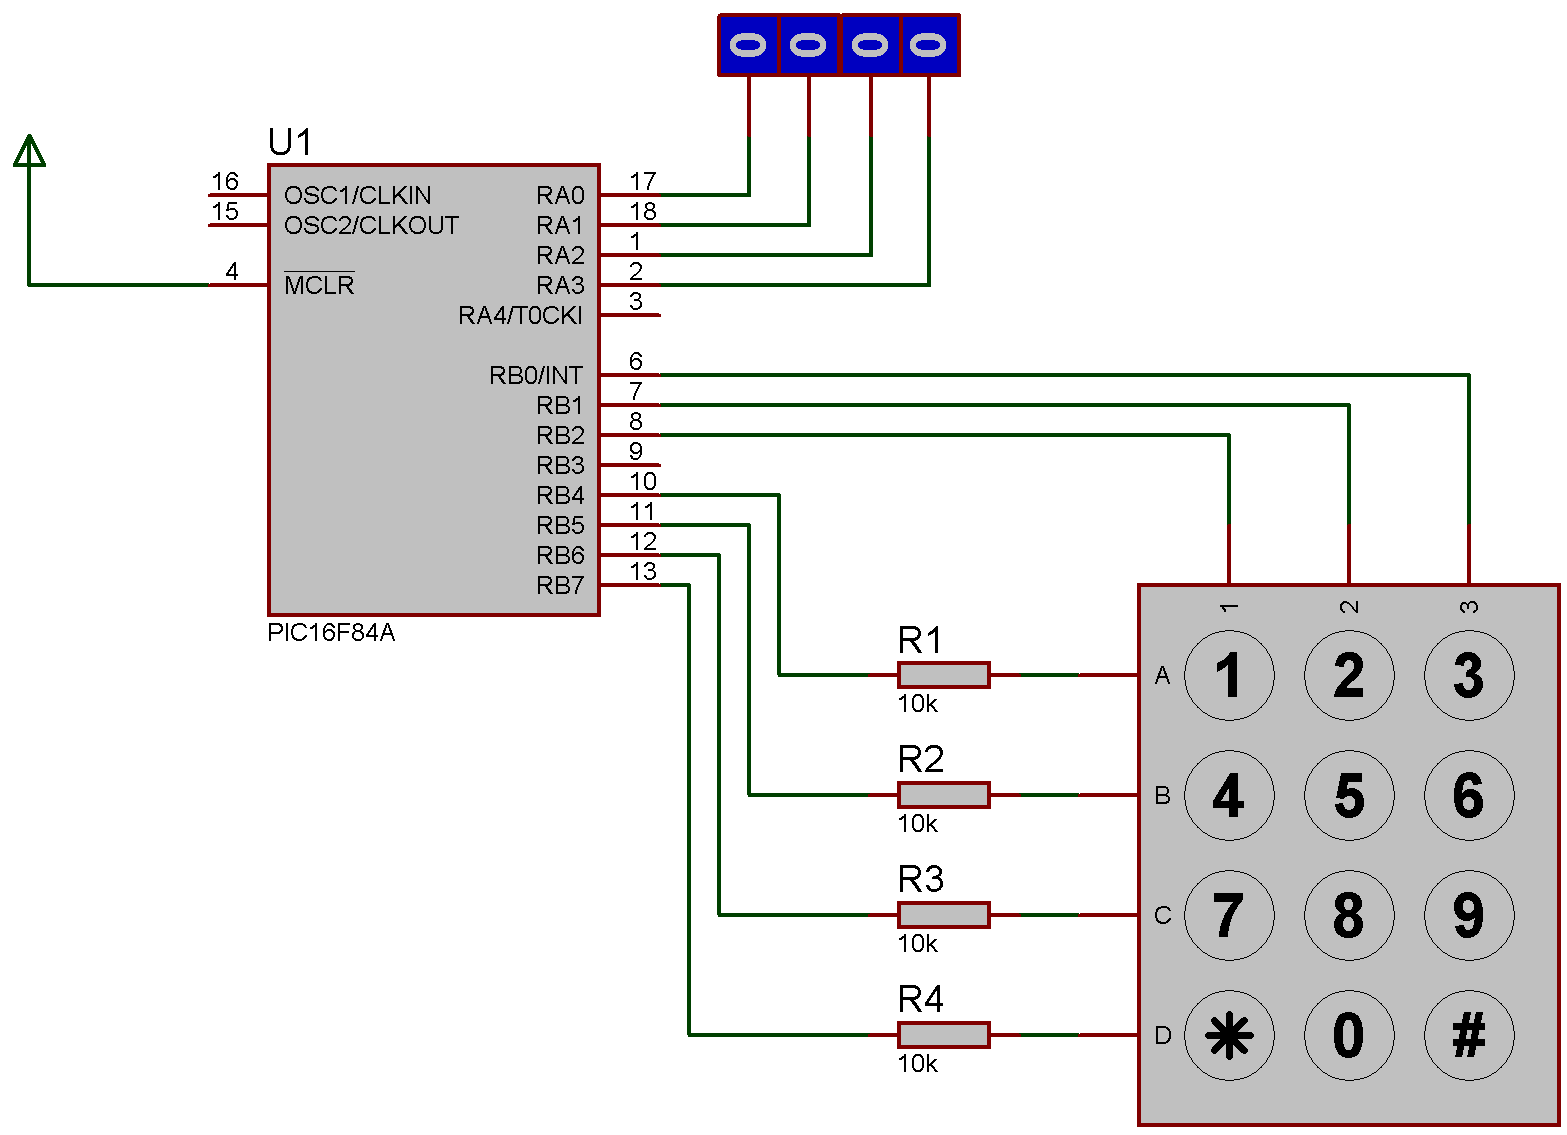 0 0 0 0
U1
16 OSC1/CLKIN RA0 17
15 OSC2/CLKOUT RA1 18
RA2 1
4 MCLR RA3 2
RA4/T0CKI 3
RB0/INT 6
RB1 7
RB2 8
RB3 9
RB4 10
RB5 11
RB6 12
RB7 13
PIC16F84A
1 2 3
R1
10k
A 1 2 3
R2
10k
B 4 5 6
R3
10k
C 7 8 9
R4
10k
D * 0 #